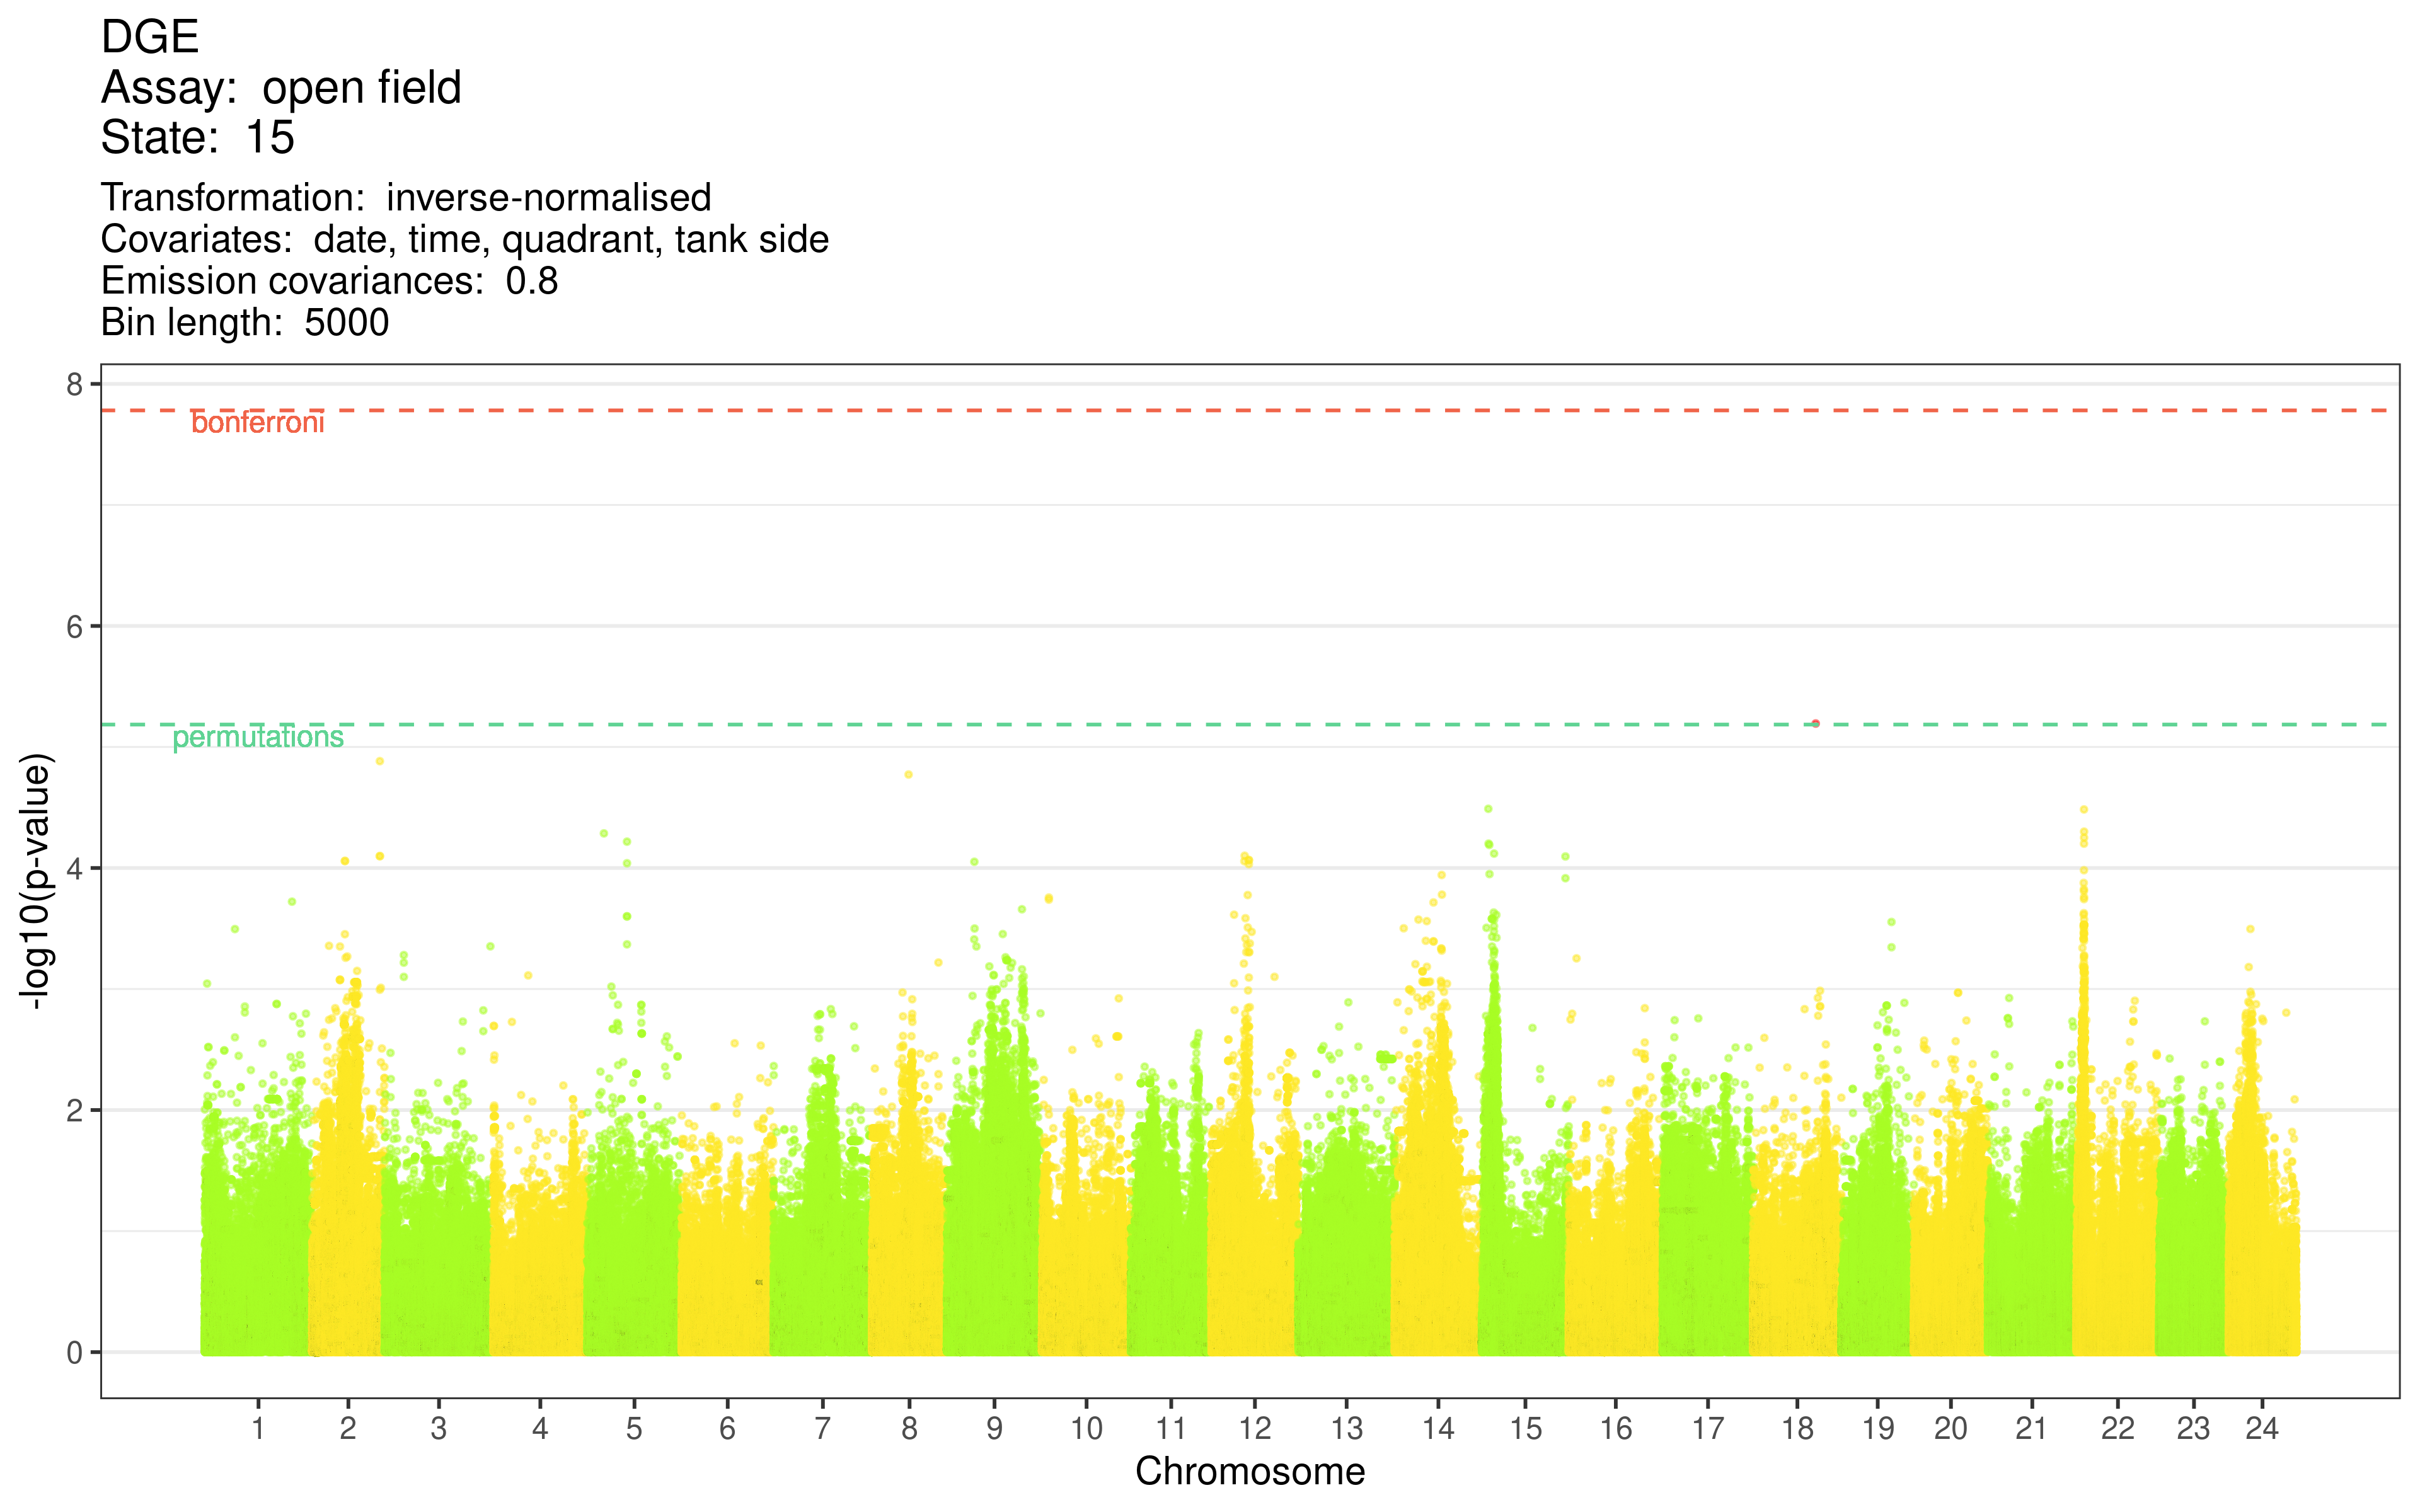 DGE
Assay:  open field
State:  15
Transformation:  inverse-normalised
Covariates:  date, time, quadrant, tank side
Emission covariances:  0.8
Bin length:  5000
8
bonferroni
6
permutations
4
2
0
-log10(p-value)
1 2 3 4 5 6 7 8 9 10 11 12 13 14 15 16 17 18 19 20 21 22 23 24
Chromosome